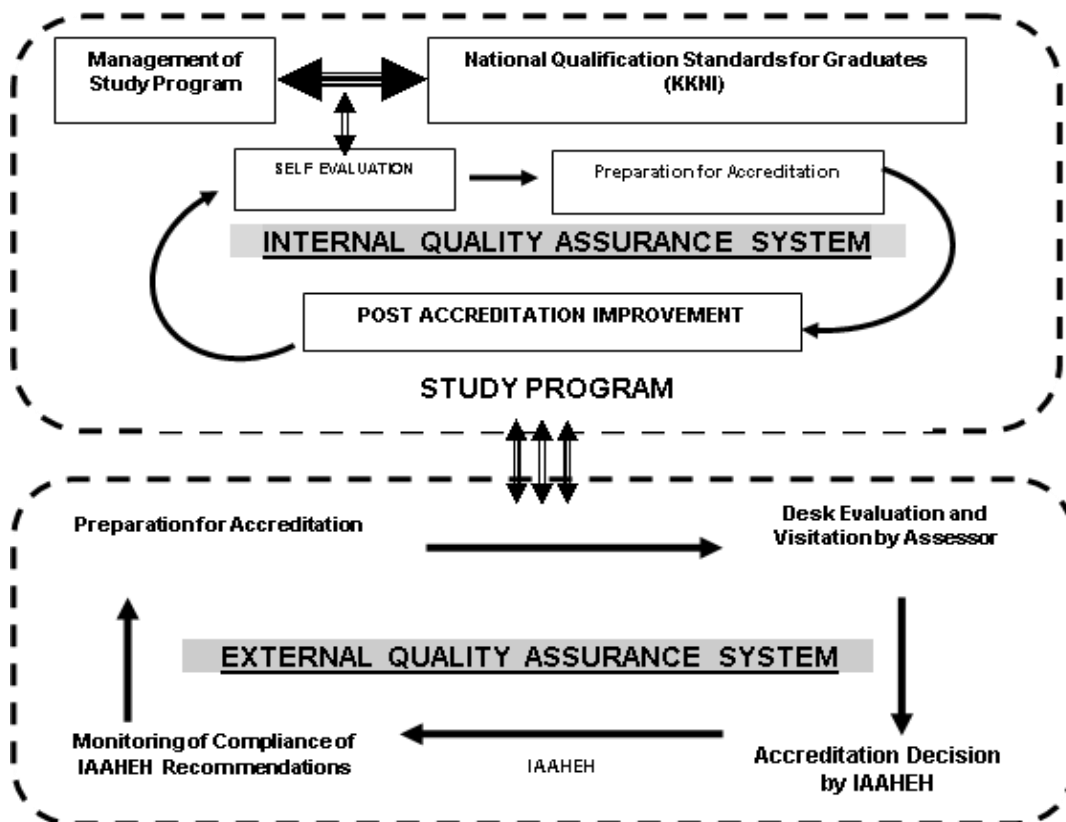 Management of
Study Program
National Qualification Standards for Graduates
(KKNI)
SELF EVALUATION
Preparation for Accreditation
INTERNAL QUALITY ASSURANCE SYSTEM
POST ACCREDITATION IMPROVEMENT
STUDY PROGRAM
Preparation for Accreditation
Desk Evaluation and
Visitation by Assessor
EXTERNAL QUALITY ASSURANCE SYSTEM
Monitoring of Compliance of
IAAHEH Recommendations
IAAHEH
Accreditation Decision
by IAAHEH